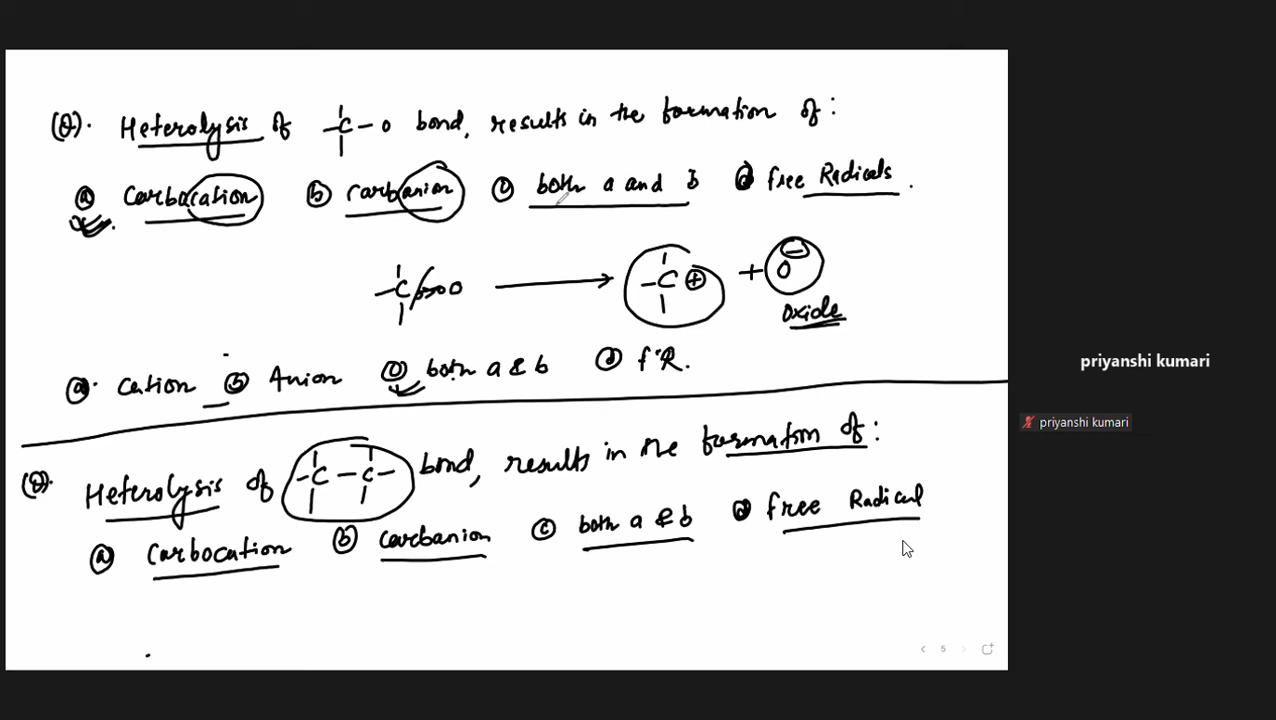 (Q). Heterolysis of -C-O bond, results in the formation of :
(a) Carbocation (b) carbanion (c) both a and b (d) free Radicals.
-C-O → -C⊕ + O⊖
Oxide
(a). Cation (b) Anion (c) both a & b (d) f.R.
(Q). Heterolysis of -C-C- bond, results in the formation of :
(a) Carbocation (b) carbanion (c) both a & b (d) free Radical
priyanshi kumari
priyanshi kumari
5